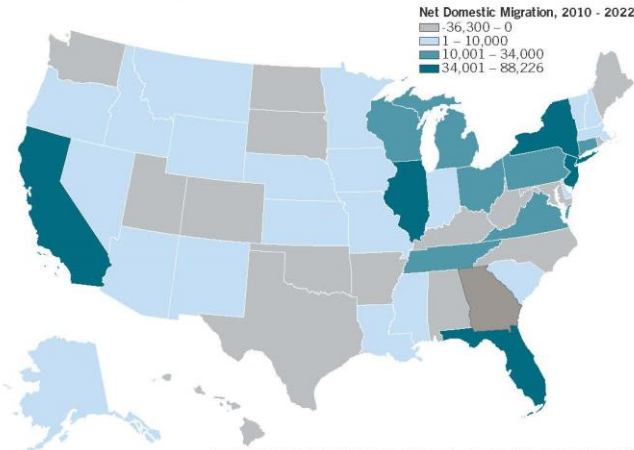 Net Domestic Migration, 2010 - 2022
-36,300 – 0
1 – 10,000
10,001 – 34,000
34,001 – 88,226